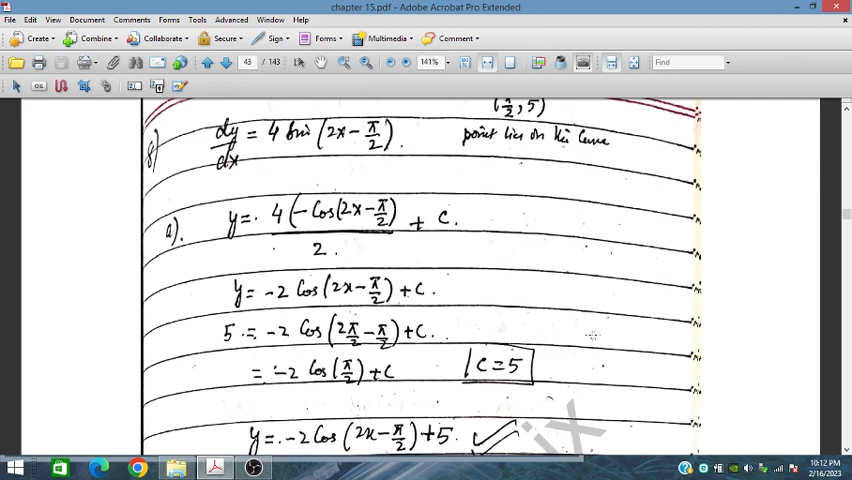 chapter 15.pdf - Adobe Acrobat Pro Extended
File Edit View Document Comments Forms Tools Advanced Window Help
Create Combine Collaborate Secure Sign Forms Multimedia Comment
43 / 143 141% Find
(π/2, 5)
8) dy/dx = 4 Sin (2x - π/2). point lies on the Curve
a). y = 4(-Cos(2x - π/2)) / 2 + C.
y = -2 Cos (2x - π/2) + C.
5 = -2 Cos (2π/2 - π/2) + C.
= -2 Cos (π/2) + C C = 5
y = -2 Cos (2x - π/2) + 5.
ix
10:12 PM
2/16/2023